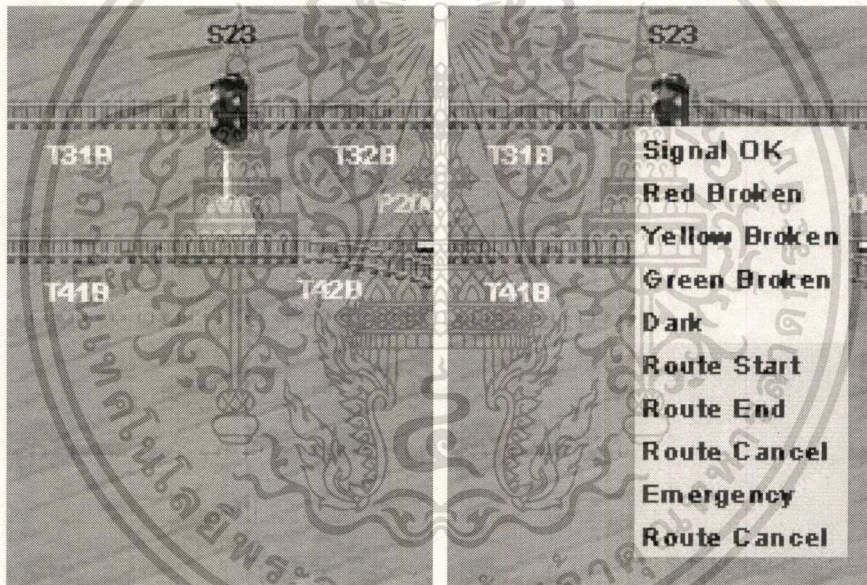 S23
T31B
T32B
P200
T41B
T42B
S23
T31B
T41B
Signal OK
Red Broken
Yellow Broken
Green Broken
Dark
Route Start
Route End
Route Cancel
Emergency
Route Cancel